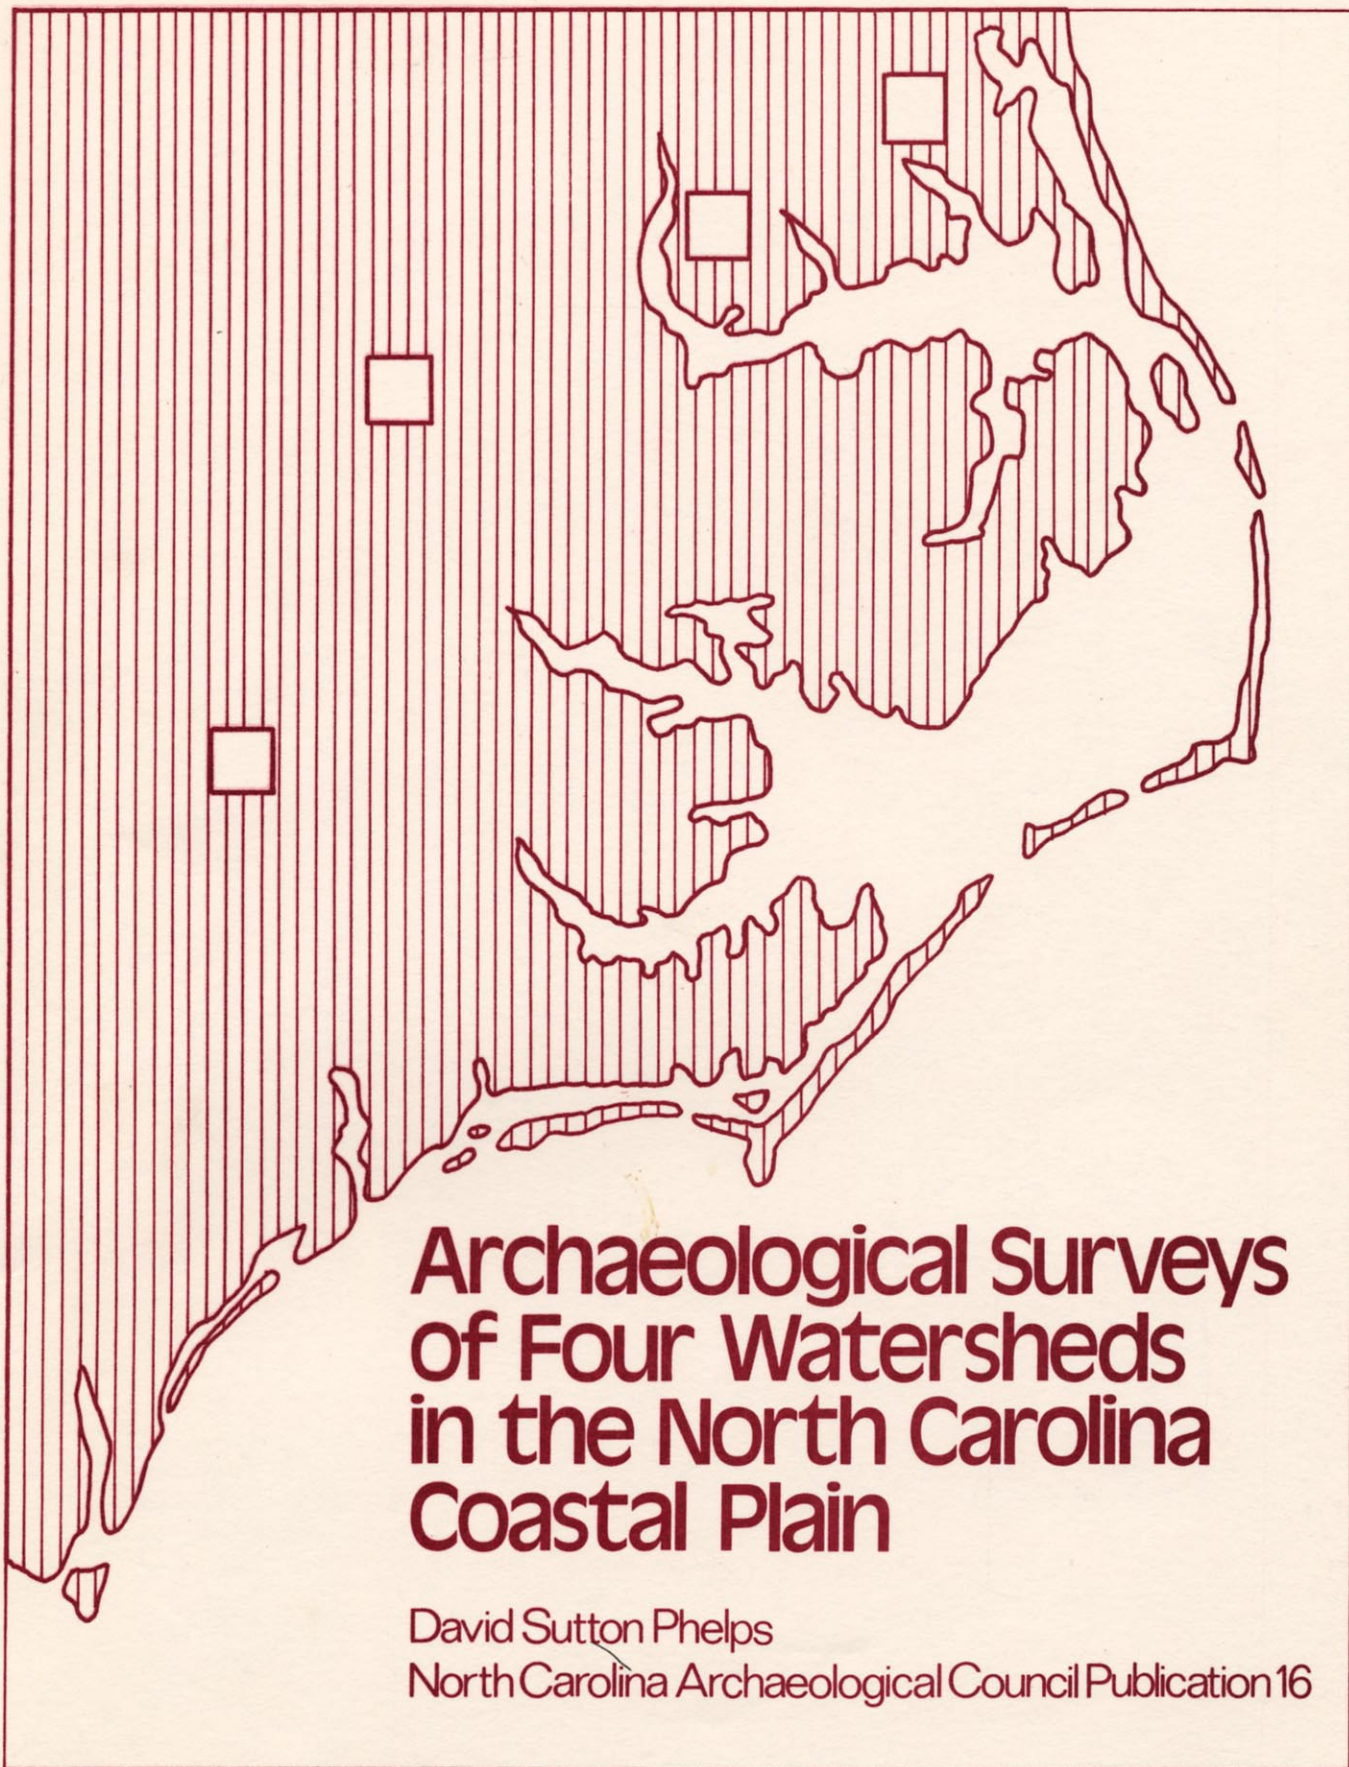 Archaeological Surveys
of Four Watersheds
in the North Carolina
Coastal Plain
David Sutton Phelps
North Carolina Archaeological Council Publication 16